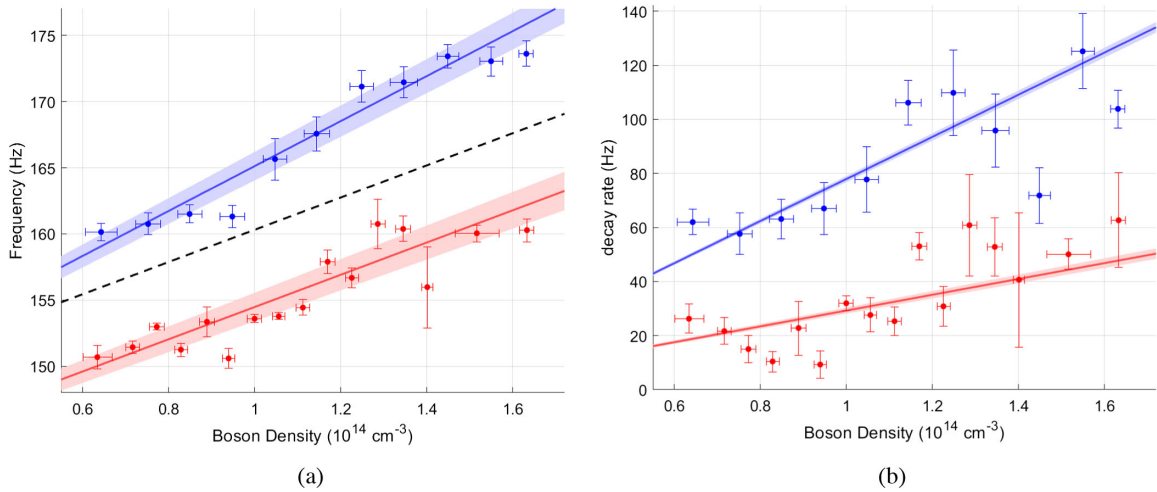 175
170
165
160
155
150
Frequency (Hz)
0.6 0.8 1 1.2 1.4 1.6
Boson Density (10¹⁴ cm⁻³)
(a)
140
120
100
80
60
40
20
0
decay rate (Hz)
0.6 0.8 1 1.2 1.4 1.6
Boson Density (10¹⁴ cm⁻³)
(b)